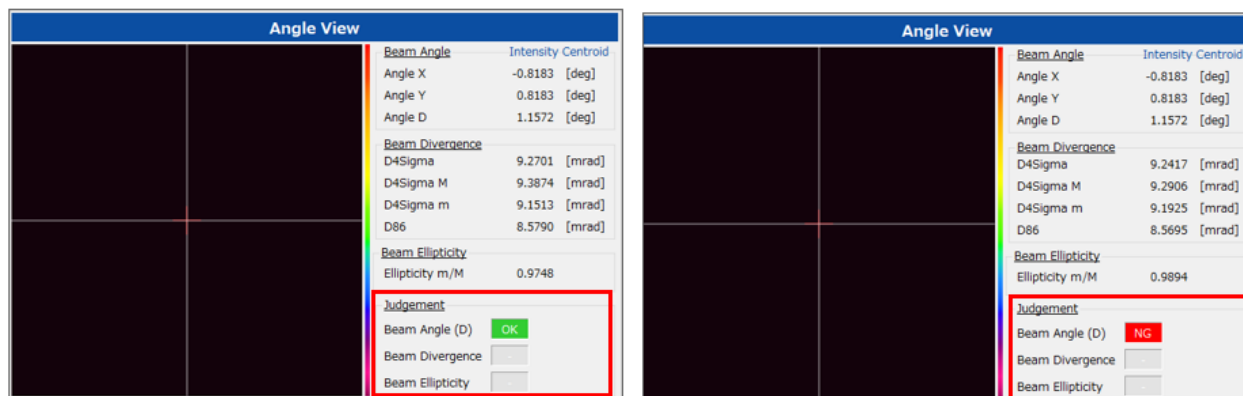 Angle View
Beam Angle Intensity Centroid
Angle X -0.8183 [deg]
Angle Y 0.8183 [deg]
Angle D 1.1572 [deg]
Beam Divergence
D4Sigma 9.2701 [mrad]
D4Sigma M 9.3874 [mrad]
D4Sigma m 9.1513 [mrad]
D86 8.5790 [mrad]
Beam Ellipticity
Ellipticity m/M 0.9748
Judgement
Beam Angle (D) OK
Beam Divergence -
Beam Ellipticity -
Angle View
Beam Angle Intensity Centroid
Angle X -0.8183 [deg]
Angle Y 0.8183 [deg]
Angle D 1.1572 [deg]
Beam Divergence
D4Sigma 9.2417 [mrad]
D4Sigma M 9.2906 [mrad]
D4Sigma m 9.1925 [mrad]
D86 8.5695 [mrad]
Beam Ellipticity
Ellipticity m/M 0.9894
Judgement
Beam Angle (D) NG
Beam Divergence -
Beam Ellipticity -